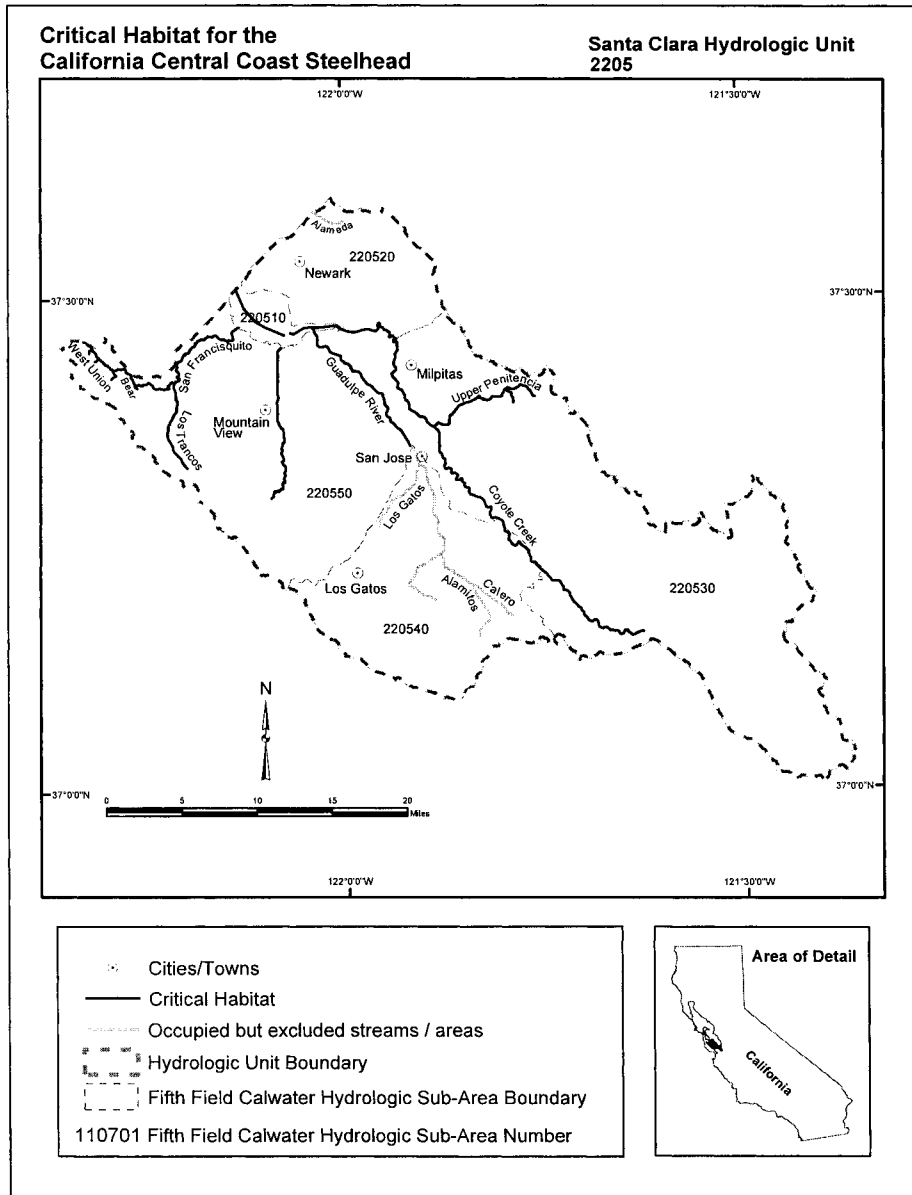 Critical Habitat for the
California Central Coast Steelhead
Santa Clara Hydrologic Unit
2205
122°0'0"W
121°30'0"W
Alameda
220520
Newark
37°30'0"N
37°30'0"N
220510
West Union
Bear
San Francisquito
Guadulpe River
Milpitas
Upper Penitencia
Los Trancos
Mountain
View
San Jose
220550
Los Gatos
Coyote Creek
Los Gatos
Alamitos
Calero
220530
220540
N
37°0'0"N
37°0'0"N
0 5 10 15 20
Miles
122°0'0"W
121°30'0"W
Cities/Towns
Critical Habitat
Occupied but excluded streams / areas
Hydrologic Unit Boundary
Fifth Field Calwater Hydrologic Sub-Area Boundary
110701 Fifth Field Calwater Hydrologic Sub-Area Number
Area of Detail
California